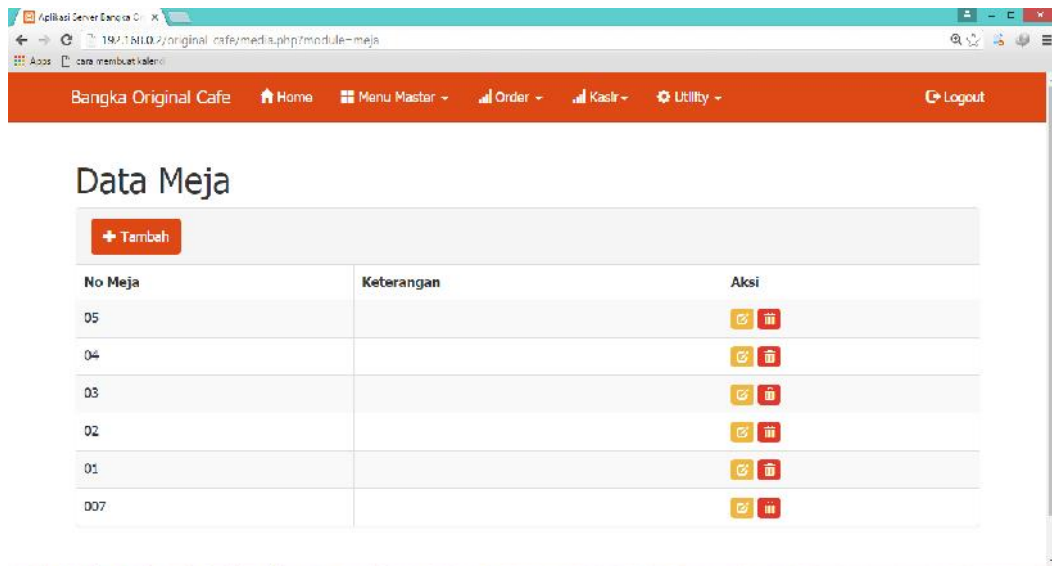 Aplikasi Server Bangka O
192.168.0.2/original_cafe/media.php?module=meja
Apps cara membuat kalend
Bangka Original Cafe Home Menu Master Order Kasir Utility Logout
Data Meja
Tambah
No Meja Keterangan Aksi
05
04
03
02
01
007